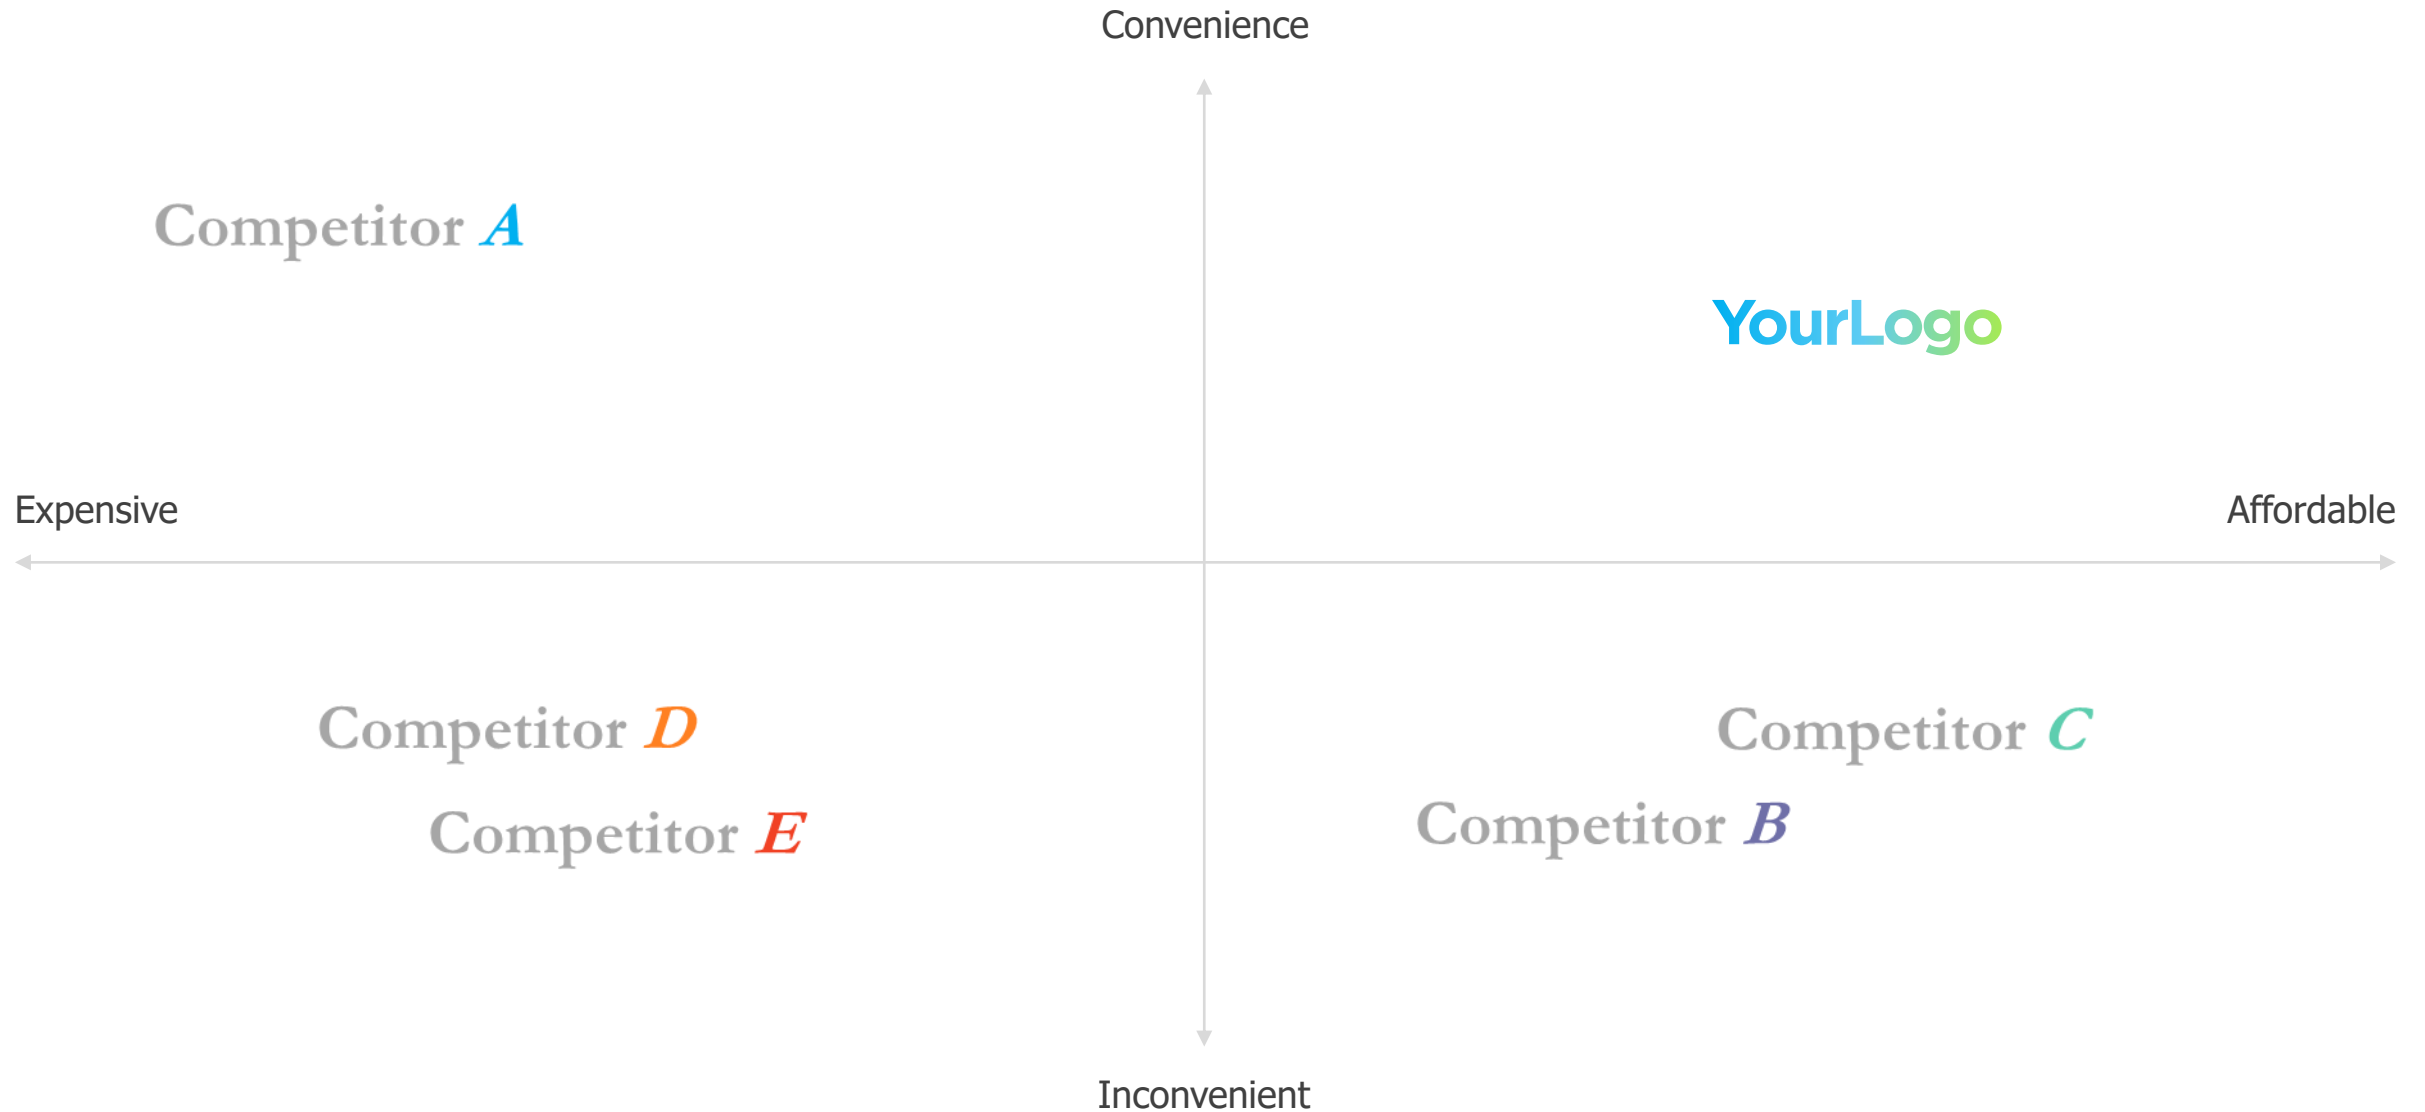 Convenience
Competitor A
YourLogo
Expensive
Affordable
Competitor D
Competitor C
Competitor B
Competitor E
Inconvenient